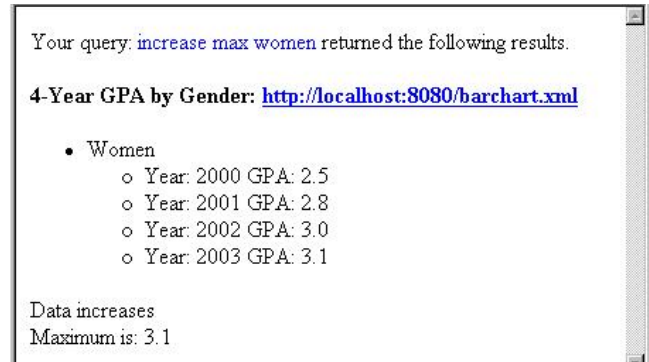 Your query: increase max women returned the following results.
4-Year GPA by Gender: http://localhost:8080/barchart.xml
• Women
o Year: 2000 GPA: 2.5
o Year: 2001 GPA: 2.8
o Year: 2002 GPA: 3.0
o Year: 2003 GPA: 3.1
Data increases
Maximum is: 3.1